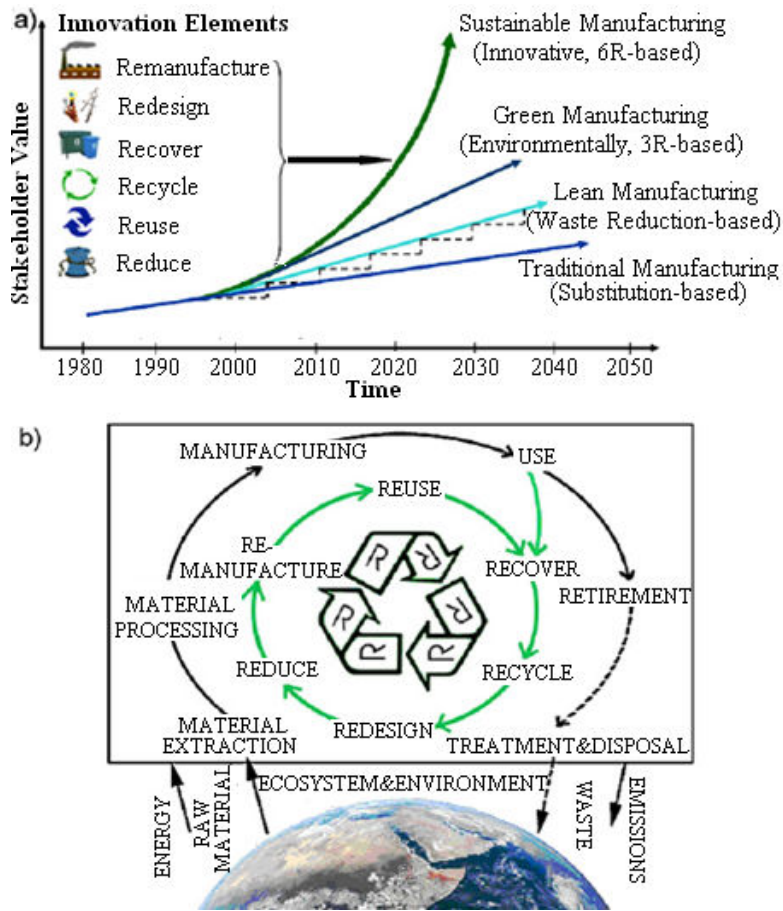 a)
Innovation Elements
Remanufacture
Redesign
Recover
Recycle
Reuse
Reduce
Sustainable Manufacturing
(Innovative, 6R-based)
Green Manufacturing
(Environmentally, 3R-based)
Lean Manufacturing
(Waste Reduction-based)
Traditional Manufacturing
(Substitution-based)
Stakeholder Value
1980 1990 2000 2010 2020 2030 2040 2050
Time
b)
MANUFACTURING
USE
REUSE
RE-
MANUFACTURE
RECOVER
RETIREMENT
MATERIAL
PROCESSING
REDUCE
RECYCLE
REDESIGN
MATERIAL
EXTRACTION
TREATMENT&DISPOSAL
R
R
R
R
R
R
ECOSYSTEM&ENVIRONMENT
ENERGY
RAW
MATERIAL
WASTE
EMISSIONS